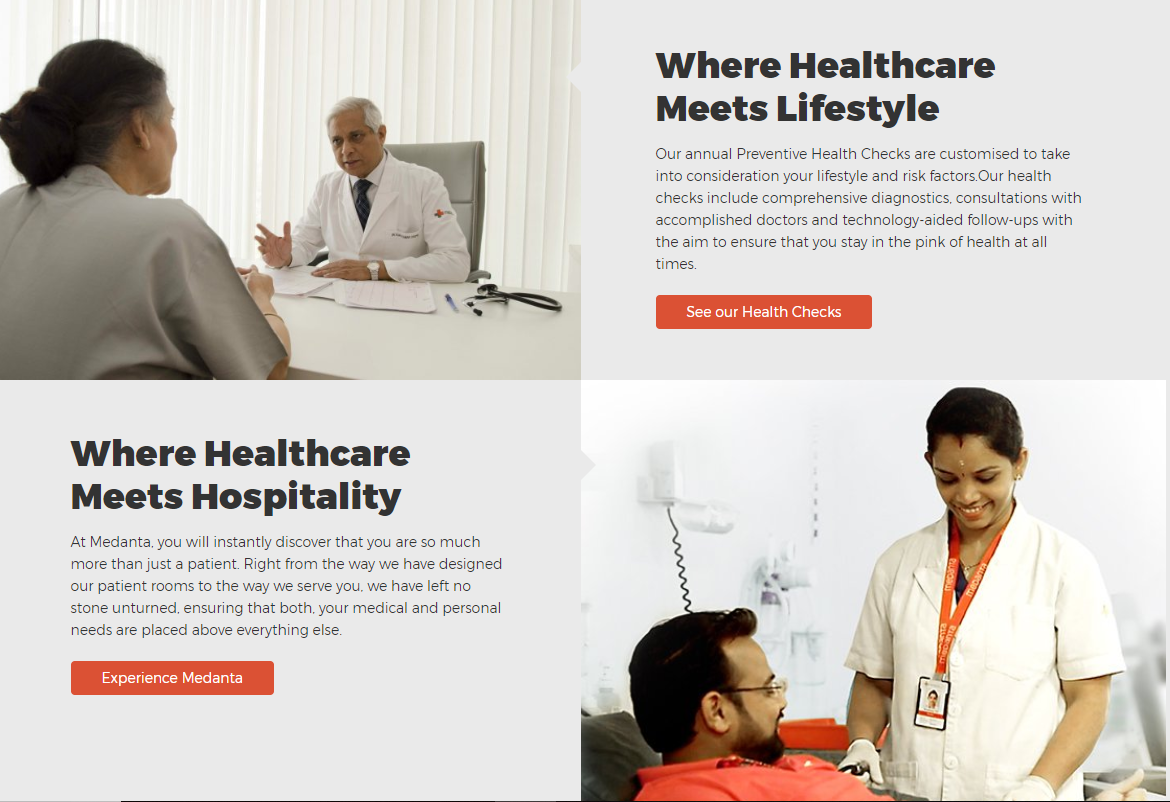 Where Healthcare
Meets Lifestyle
Our annual Preventive Health Checks are customised to take
into consideration your lifestyle and risk factors.Our health
checks include comprehensive diagnostics, consultations with
accomplished doctors and technology-aided follow-ups with
the aim to ensure that you stay in the pink of health at all
times.
See our Health Checks
Where Healthcare
Meets Hospitality
At Medanta, you will instantly discover that you are so much
more than just a patient. Right from the way we have designed
our patient rooms to the way we serve you, we have left no
stone unturned, ensuring that both, your medical and personal
needs are placed above everything else.
Experience Medanta
medanta
medanta
medanta